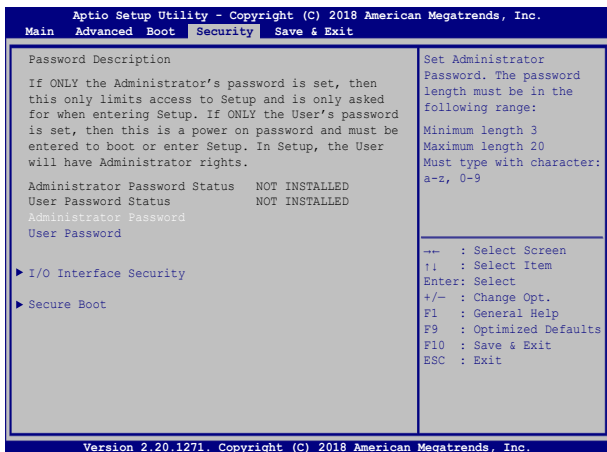 Aptio Setup Utility - Copyright (C) 2018 American Megatrends, Inc.
Main Advanced Boot Security Save & Exit
Password Description
If ONLY the Administrator's password is set, then
this only limits access to Setup and is only asked
for when entering Setup. If ONLY the User's password
is set, then this is a power on password and must be
entered to boot or enter Setup. In Setup, the User
will have Administrator rights.
Administrator Password Status NOT INSTALLED
User Password Status NOT INSTALLED
Administrator Password
User Password
I/O Interface Security
Secure Boot
Set Administrator
Password. The password
length must be in the
following range:
Minimum length 3
Maximum length 20
Must type with character:
a-z, 0-9
→← : Select Screen
↑↓ : Select Item
Enter: Select
+/— : Change Opt.
F1 : General Help
F9 : Optimized Defaults
F10 : Save & Exit
ESC : Exit
Version 2.20.1271. Copyright (C) 2018 American Megatrends, Inc.